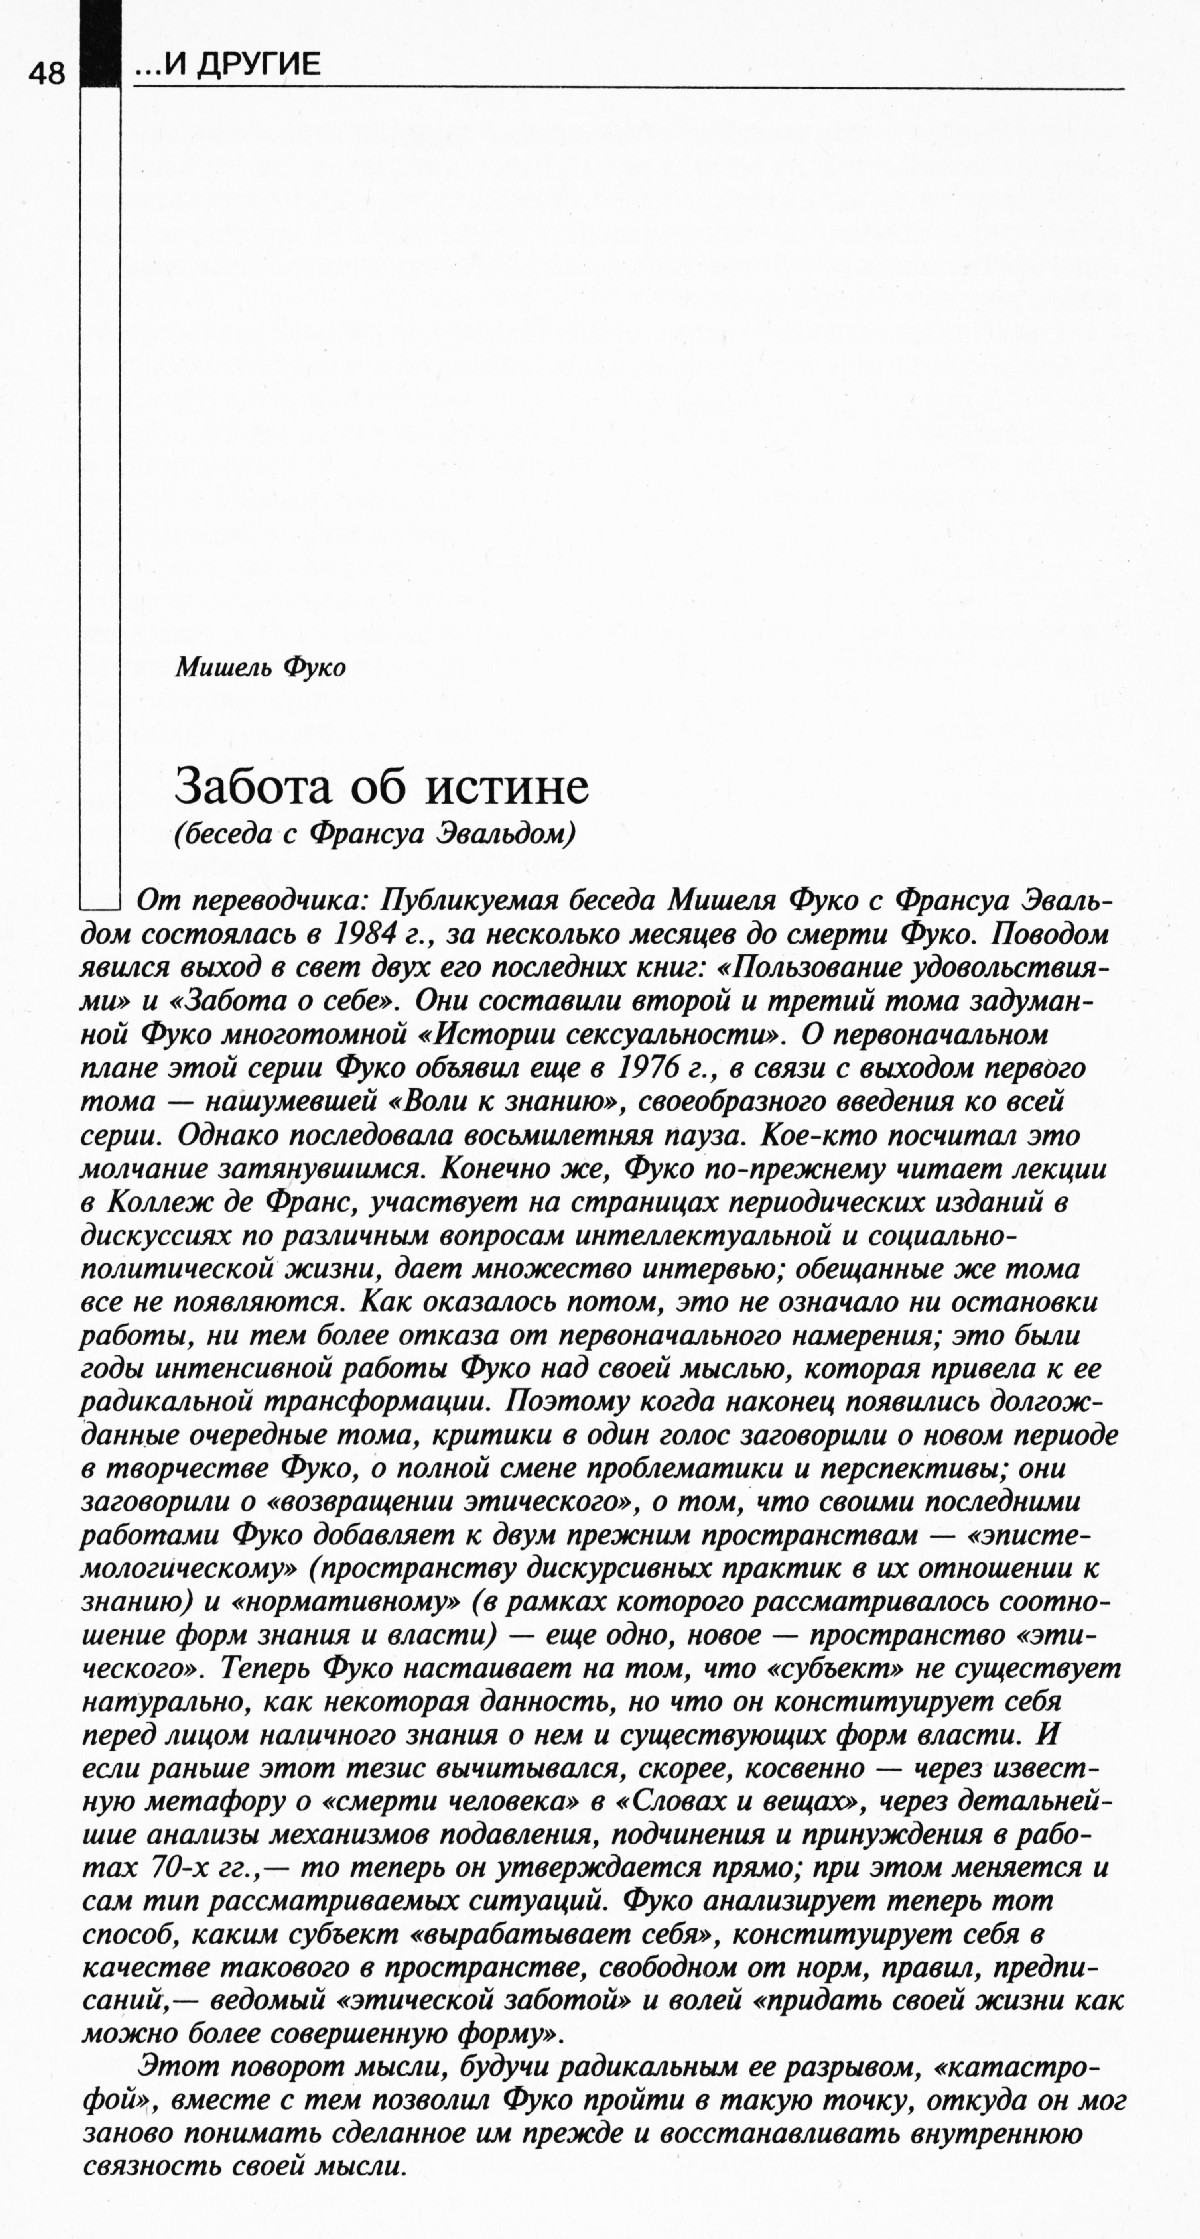 48
...И ДРУГИЕ
Мишель Фуко
Забота об истине
(беседа с Франсуа Эвальдом)
От переводчика: Публикуемая беседа Мишеля Фуко с Франсуа Эваль-
дом состоялась в 1984 г., за несколько месяцев до смерти Фуко. Поводом
явился выход в свет двух его последних книг: «Пользование удовольствия-
ми» и «Забота о себе». Они составили второй и третий тома задуман-
ной Фуко многотомной «Истории сексуальности». О первоначальном
плане этой серии Фуко объявил еще в 1976 г., в связи с выходом первого
тома — нашумевшей «Воли к знанию», своеобразного введения ко всей
серии. Однако последовала восьмилетняя пауза. Кое-кто посчитал это
молчание затянувшимся. Конечно же, Фуко по-прежнему читает лекции
в Коллеж де Франс, участвует на страницах периодических изданий в
дискуссиях по различным вопросам интеллектуальной и социально-
политической жизни, дает множество интервью; обещанные же тома
все не появляются. Как оказалось потом, это не означало ни остановки
работы, ни тем более отказа от первоначального намерения; это были
годы интенсивной работы Фуко над своей мыслью, которая привела к ее
радикальной трансформации. Поэтому когда наконец появились долгож-
данные очередные тома, критики в один голос заговорили о новом периоде
в творчестве Фуко, о полной смене проблематики и перспективы; они
заговорили о «возвращении этического», о том, что своими последними
работами Фуко добавляет к двум прежним пространствам — «эписте-
мологическому» (пространству дискурсивных практик в их отношении к
знанию) и «нормативному» (в рамках которого рассматривалось соотно-
шение форм знания и власти) — еще одно, новое — пространство «эти-
ческого». Теперь Фуко настаивает на том, что «субъект» не существует
натурально, как некоторая данность, но что он конституирует себя
перед лицом наличного знания о нем и существующих форм власти. И
если раньше этот тезис вычитывался, скорее, косвенно — через извест-
ную метафору о «смерти человека» в «Словах и вещах», через детальней-
шие анализы механизмов подавления, подчинения и принуждения в рабо-
тах 70-х гг.,— то теперь он утверждается прямо; при этом меняется и
сам тип рассматриваемых ситуаций. Фуко анализирует теперь тот
способ, каким субъект «вырабатывает себя», конституирует себя в
качестве такового в пространстве, свободном от норм, правил, предпи-
саний,— ведомый «этической заботой» и волей «придать своей жизни как
можно более совершенную форму».
Этот поворот мысли, будучи радикальным ее разрывом, «катастро-
фой», вместе с тем позволил Фуко пройти в такую точку, откуда он мог
заново понимать сделанное им прежде и восстанавливать внутреннюю
связность своей мысли.